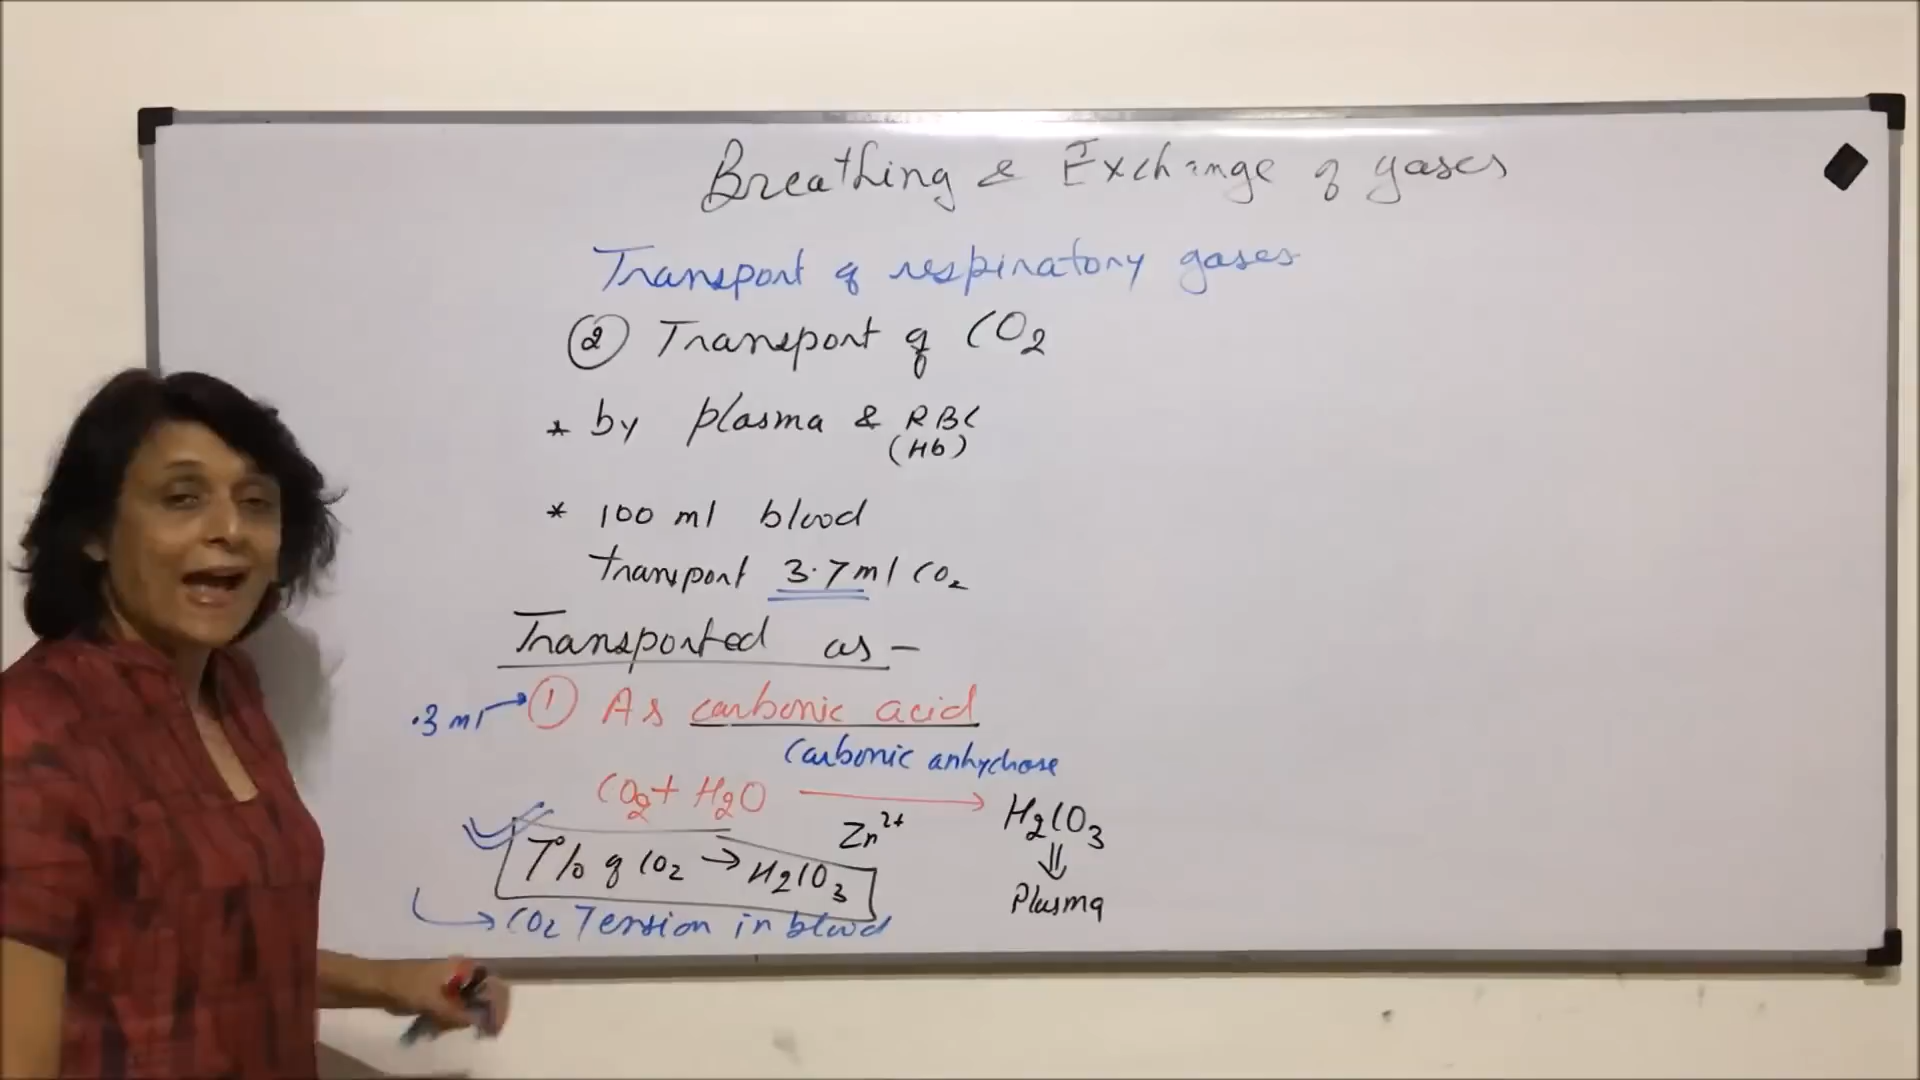 Breathing & Exchange of gases
Transport of respiratory gases
② Transport of CO2
* by plasma & RBC
(Hb)
* 100 ml blood
transport 3.7 ml CO2
Transported as -
.3 ml → ① As carbonic acid
Carbonic anhydrase
CO2 + H2O → H2CO3
Zn2+
⇓
7% of CO2 → H2CO3
Plasma
→ CO2 Tension in blood